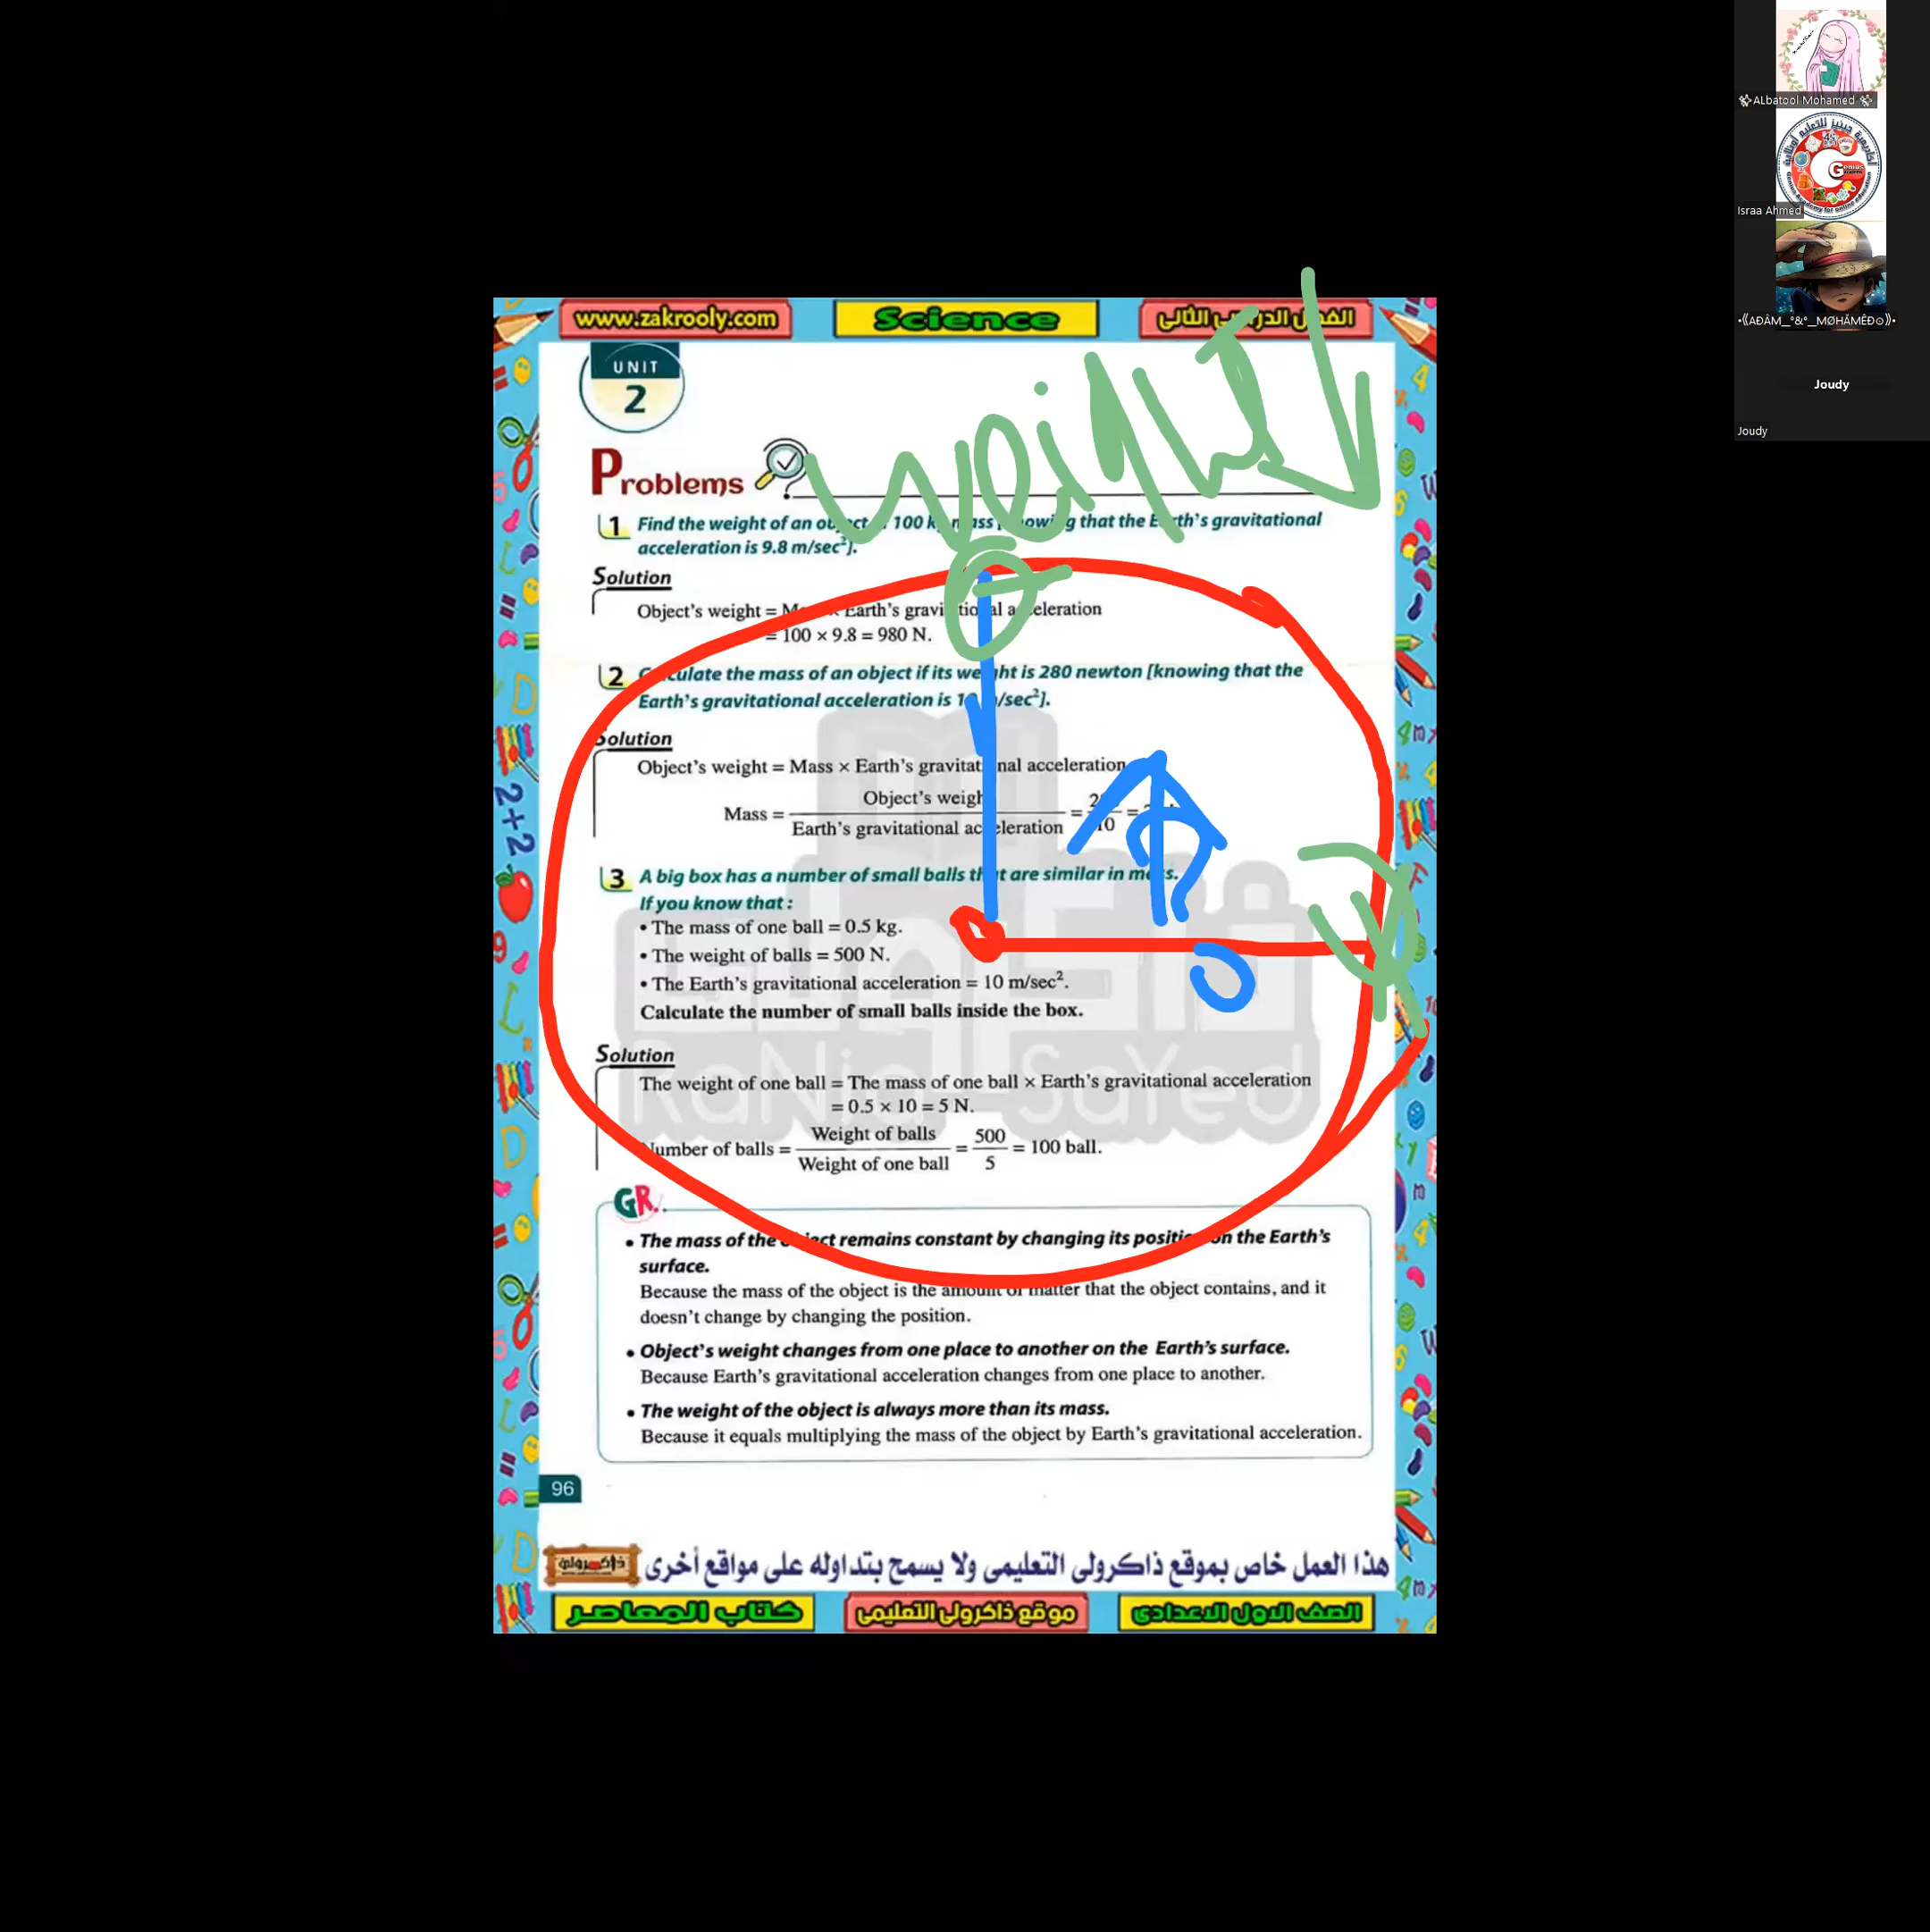 www.zakrooly.com
Science
الفصل الدراسى الثانى
UNIT
2
weight
Problems
1 Find the weight of an object 100 kg mass [knowing that the Earth's gravitational
acceleration is 9.8 m/sec²].
Solution
Object's weight = Mass × Earth's gravitational acceleration
= 100 × 9.8 = 980 N.
2 Calculate the mass of an object if its weight is 280 newton [knowing that the
Earth's gravitational acceleration is 10 m/sec²].
Solution
Object's weight = Mass × Earth's gravitational acceleration
Mass = Object's weight / Earth's gravitational acceleration = 280 / 10 =
3 A big box has a number of small balls that are similar in mass.
If you know that :
• The mass of one ball = 0.5 kg.
• The weight of balls = 500 N.
• The Earth's gravitational acceleration = 10 m/sec².
Calculate the number of small balls inside the box.
Solution
The weight of one ball = The mass of one ball × Earth's gravitational acceleration
= 0.5 × 10 = 5 N.
Number of balls = Weight of balls / Weight of one ball = 500 / 5 = 100 ball.
RaNia SaYed
GR..
• The mass of the object remains constant by changing its position on the Earth's
surface.
Because the mass of the object is the amount of matter that the object contains, and it
doesn't change by changing the position.
• Object's weight changes from one place to another on the Earth's surface.
Because Earth's gravitational acceleration changes from one place to another.
• The weight of the object is always more than its mass.
Because it equals multiplying the mass of the object by Earth's gravitational acceleration.
96
هذا العمل خاص بموقع ذاكرولى التعليمى ولا يسمح بتداوله على مواقع أخرى
ذاكرولى
الصف الاول الاعدادى
موقع ذاكرولى التعليمى
كتاب المعاصر
ALbatool Mohamed
Israa Ahmed
Joudy
Joudy